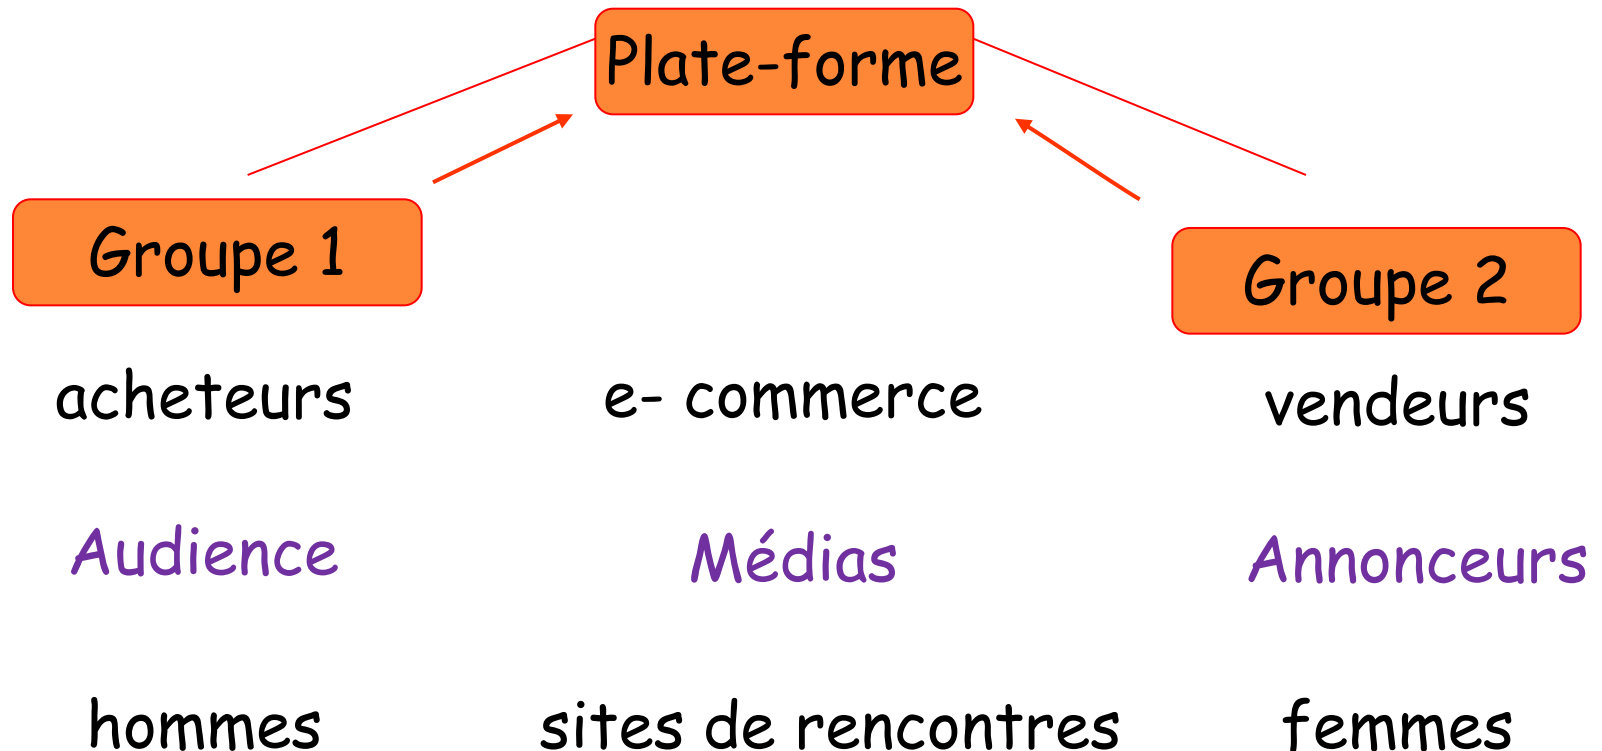 Plate-forme
Groupe 1
Groupe 2
acheteurs
e- commerce
vendeurs
Audience
Médias
Annonceurs
hommes
sites de rencontres
femmes